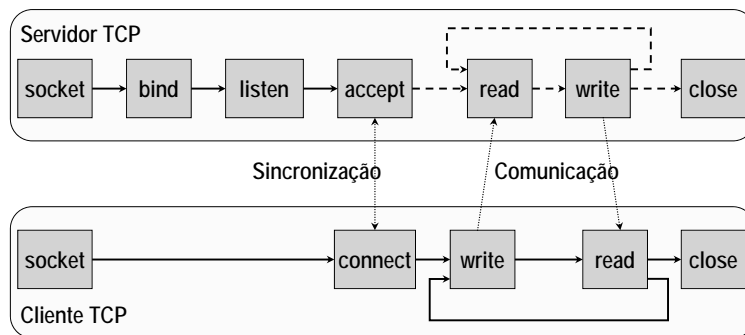 Servidor TCP
socket bind listen accept read write close
Sincronização Comunicação
socket connect write read close
Cliente TCP